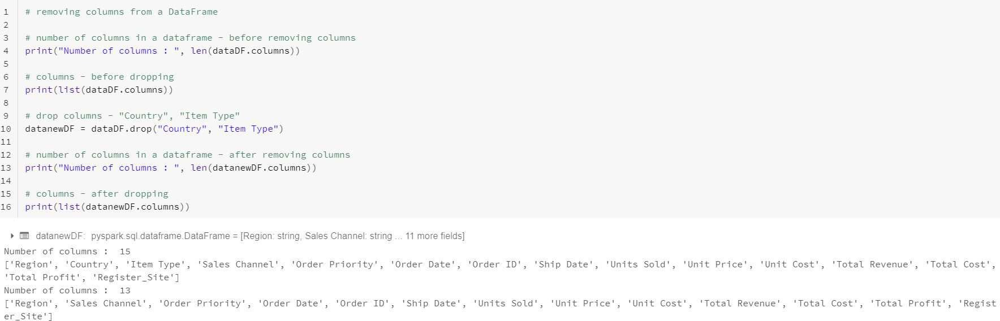 1 # removing columns from a DataFrame
2
3 # number of columns in a dataframe - before removing columns
4 print("Number of columns : ", len(dataDF.columns))
5
6 # columns - before dropping
7 print(list(dataDF.columns))
8
9 # drop columns - "Country", "Item Type"
10 datanewDF = dataDF.drop("Country", "Item Type")
11
12 # number of columns in a dataframe - after removing columns
13 print("Number of columns : ", len(datanewDF.columns))
14
15 # columns - after dropping
16 print(list(datanewDF.columns))
datanewDF: pyspark.sql.dataframe.DataFrame = [Region: string, Sales Channel: string ... 11 more fields]
Number of columns :  15
['Region', 'Country', 'Item Type', 'Sales Channel', 'Order Priority', 'Order Date', 'Order ID', 'Ship Date', 'Units Sold', 'Unit Price', 'Unit Cost', 'Total Revenue', 'Total Cost',
'Total Profit', 'Register_Site']
Number of columns :  13
['Region', 'Sales Channel', 'Order Priority', 'Order Date', 'Order ID', 'Ship Date', 'Units Sold', 'Unit Price', 'Unit Cost', 'Total Revenue', 'Total Cost', 'Total Profit', 'Regist
er_Site']